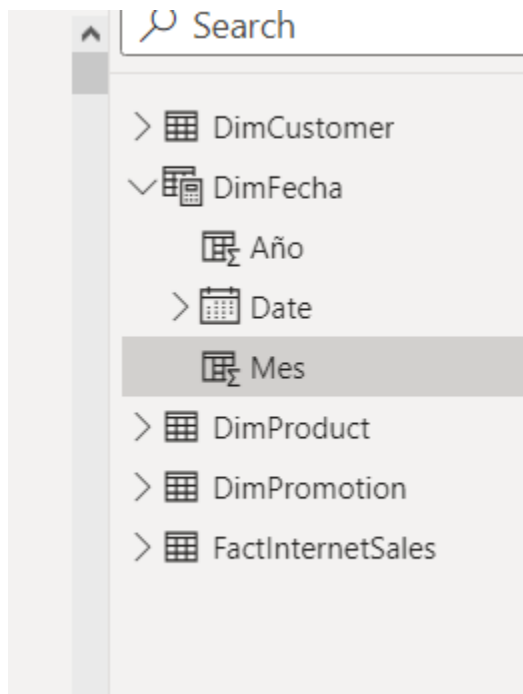 Search
DimCustomer
DimFecha
Año
Date
Mes
DimProduct
DimPromotion
FactInternetSales